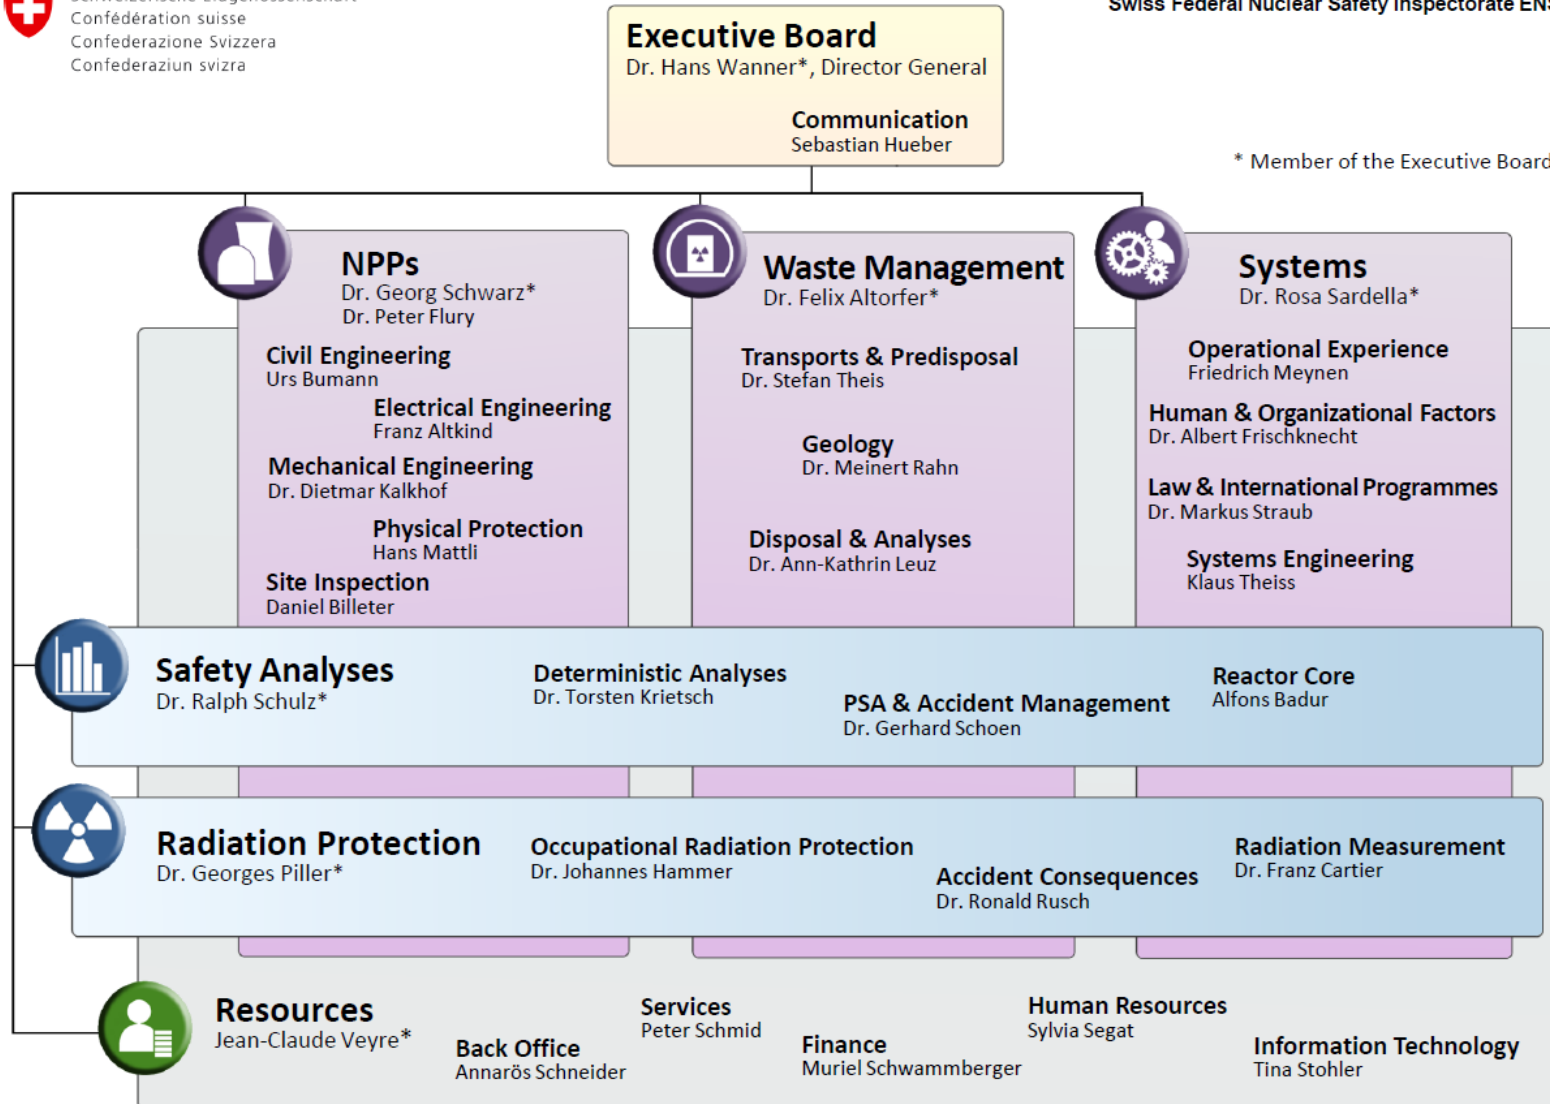 Confédération suisse
Confederazione Svizzera
Confederaziun svizra
Swiss Federal Nuclear Safety Inspectorate
Executive Board
Dr. Hans Wanner*, Director General
Communication
Sebastian Hueber
* Member of the Executive Board
NPPs
Dr. Georg Schwarz*
Dr. Peter Flury
Civil Engineering
Urs Bumann
Electrical Engineering
Franz Altkind
Mechanical Engineering
Dr. Dietmar Kalkhof
Physical Protection
Hans Mattli
Site Inspection
Daniel Billeter
Waste Management
Dr. Felix Altorfer*
Transports & Predisposal
Dr. Stefan Theis
Geology
Dr. Meinert Rahn
Disposal & Analyses
Dr. Ann-Kathrin Leuz
Systems
Dr. Rosa Sardella*
Operational Experience
Friedrich Meynen
Human & Organizational Factors
Dr. Albert Frischknecht
Law & International Programmes
Dr. Markus Straub
Systems Engineering
Klaus Theiss
Safety Analyses
Dr. Ralph Schulz*
Deterministic Analyses
Dr. Torsten Krietsch
PSA & Accident Management
Dr. Gerhard Schoen
Reactor Core
Alfons Badur
Radiation Protection
Dr. Georges Piller*
Occupational Radiation Protection
Dr. Johannes Hammer
Accident Consequences
Dr. Ronald Rusch
Radiation Measurement
Dr. Franz Cartier
Resources
Jean-Claude Veyre*
Back Office
Annarös Schneider
Services
Peter Schmid
Finance
Muriel Schwammberger
Human Resources
Sylvia Segat
Information Technology
Tina Stohler